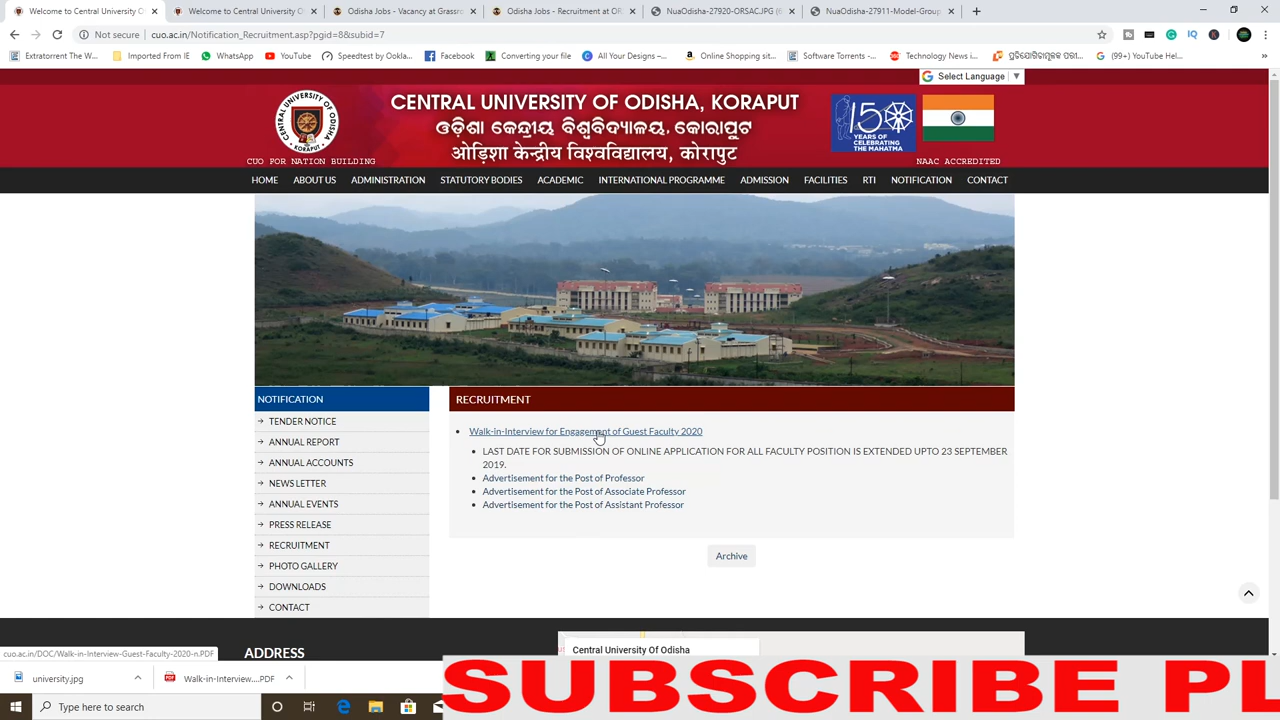 Welcome to Central University O
Welcome to Central University O
Odisha Jobs - Vacancy at Grassro
Odisha Jobs - Recruitment at OR
NuaOdisha-27920-ORSAC.JPG (
NuaOdisha-27911-Model-Group
Not secure
cuo.ac.in/Notification_Recruitment.asp?pgid=8&subid=7
Extratorrent The W...
Imported From IE
WhatsApp
YouTube
Speedtest by Ookla...
Facebook
Converting your file
All Your Designs –...
Online Shopping sit...
Software Torrents -...
Technology News i...
(99+) YouTube Hel...
Select Language
CENTRAL UNIVERSITY OF ODISHA, KORAPUT
ଓଡ଼ିଶା କେନ୍ଦ୍ରୀୟ ବିଶ୍ୱବିଦ୍ୟାଳୟ, କୋରାପୁଟ
ओड़िशा केन्द्रीय विश्वविद्यालय, कोरापुट
150
YEARS OF
CELEBRATING
THE MAHATMA
CUO FOR NATION BUILDING
NAAC ACCREDITED
HOME
ABOUT US
ADMINISTRATION
STATUTORY BODIES
ACADEMIC
INTERNATIONAL PROGRAMME
ADMISSION
FACILITIES
RTI
NOTIFICATION
CONTACT
NOTIFICATION
TENDER NOTICE
ANNUAL REPORT
ANNUAL ACCOUNTS
NEWS LETTER
ANNUAL EVENTS
PRESS RELEASE
RECRUITMENT
PHOTO GALLERY
DOWNLOADS
CONTACT
RECRUITMENT
Walk-in-Interview for Engagement of Guest Faculty 2020
LAST DATE FOR SUBMISSION OF ONLINE APPLICATION FOR ALL FACULTY POSITION IS EXTENDED UPTO 23 SEPTEMBER
2019.
Advertisement for the Post of Professor
Advertisement for the Post of Associate Professor
Advertisement for the Post of Assistant Professor
Archive
ADDRESS
Central University Of Odisha
cuo.ac.in/DOC/Walk-in-Interview-Guest-Faculty-2020-n.PDF
university.jpg
Walk-in-Interview....PDF
Type here to search
SUBSCRIBE PL